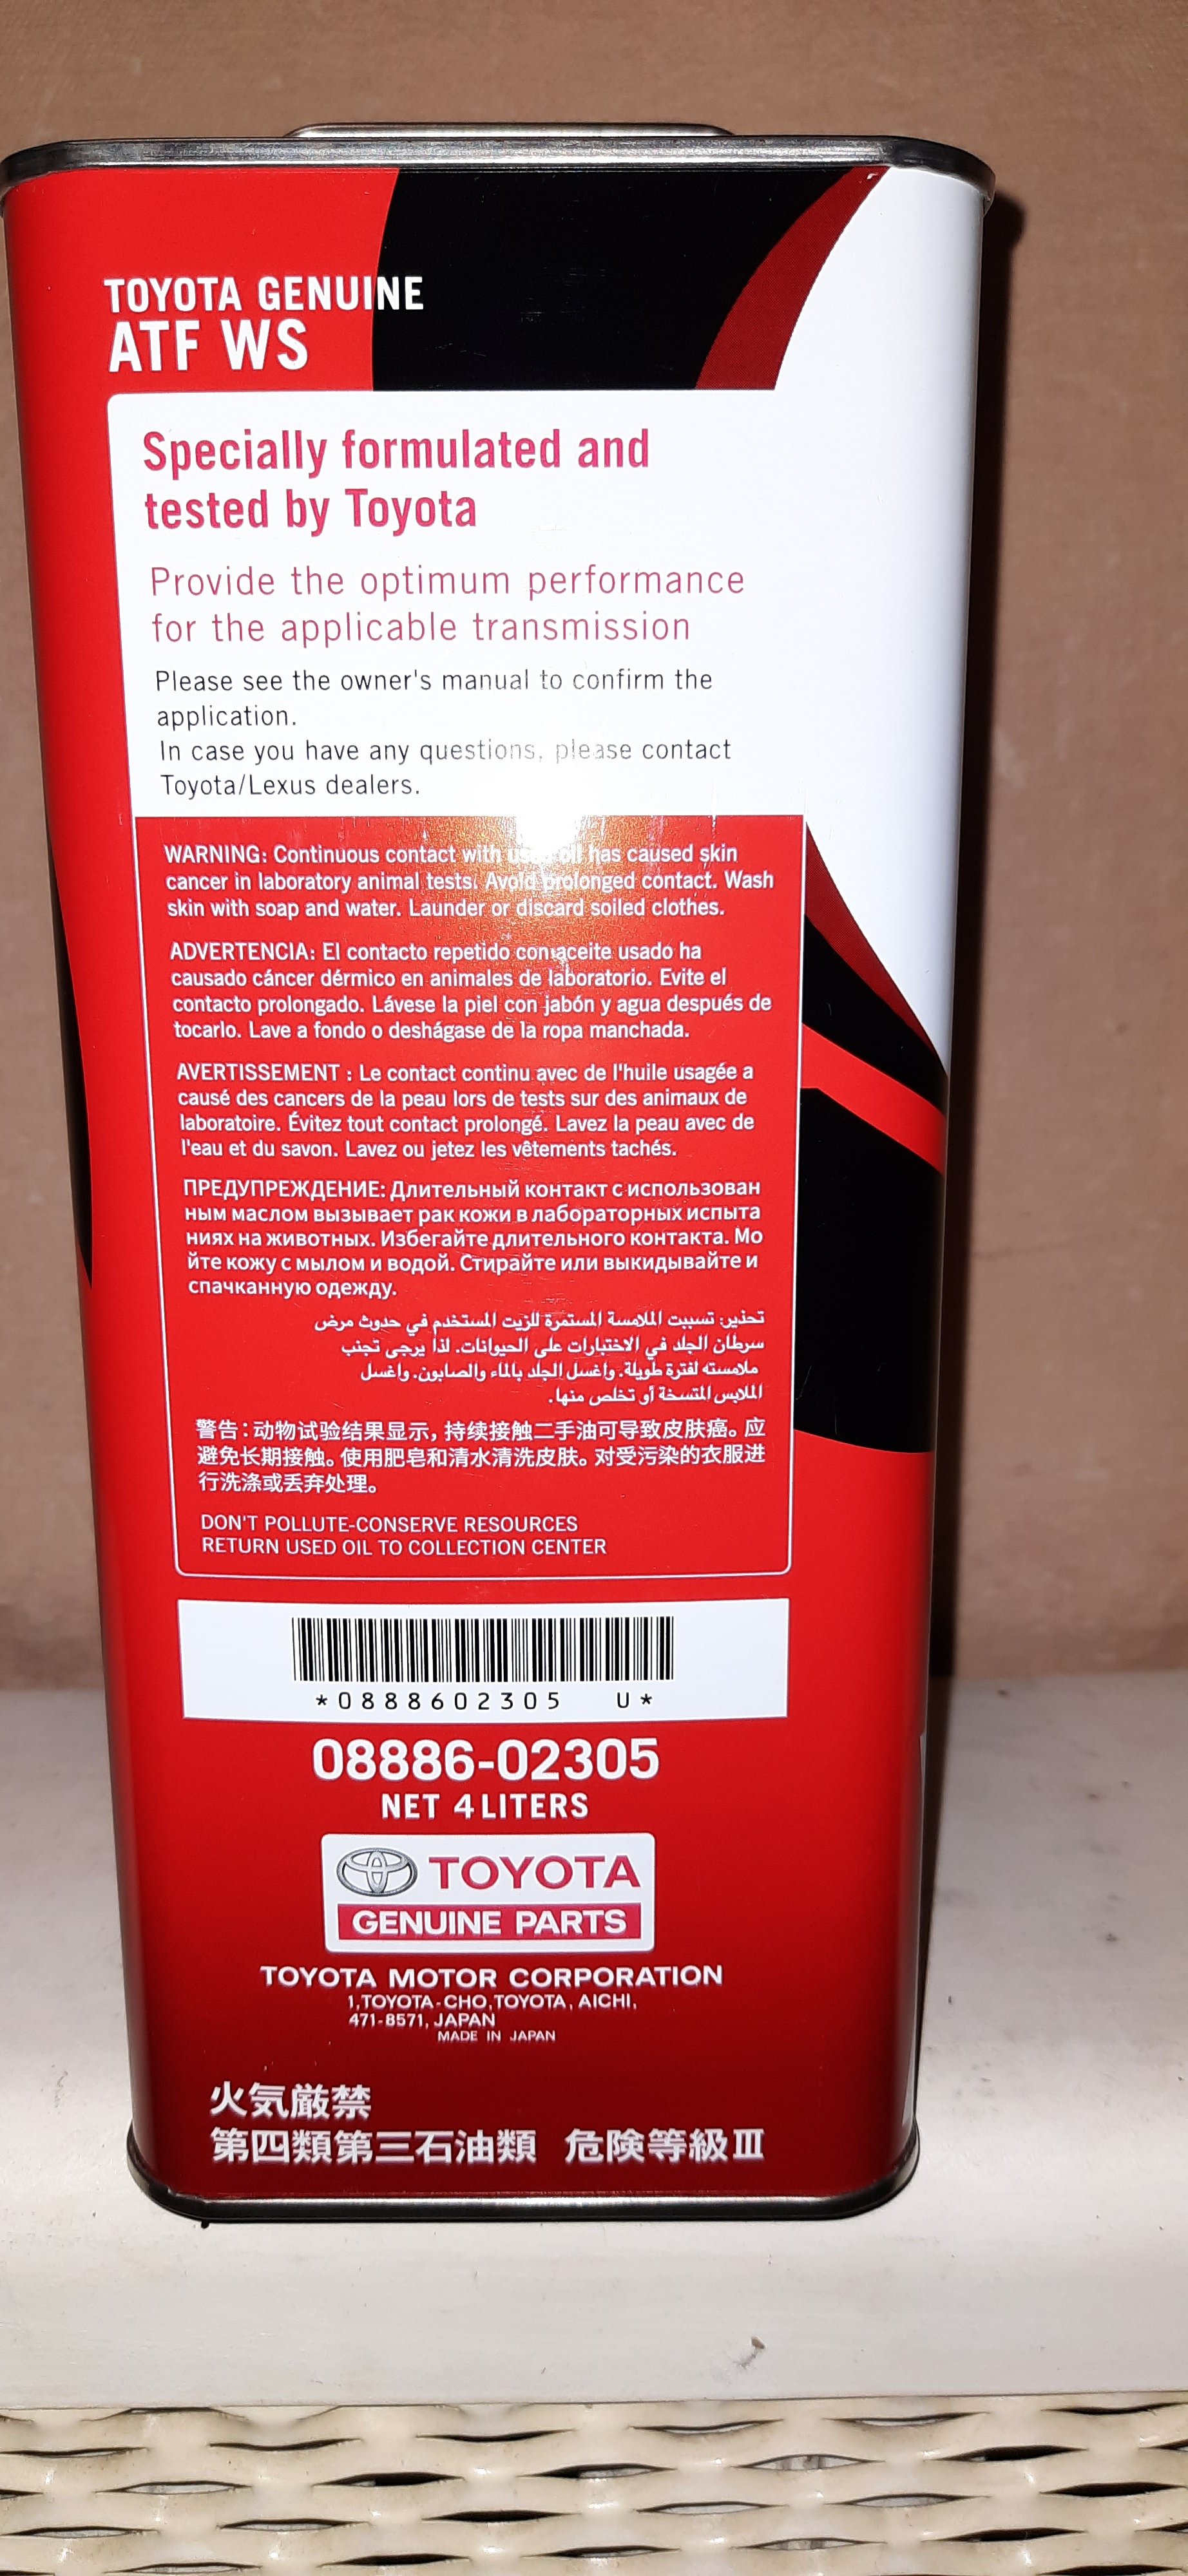 TOYOTA GENUINE
ATF WS
Specially formulated and
tested by Toyota
Provide the optimum performance
for the applicable transmission
Please see the owner's manual to confirm the
application.
In case you have any questions, please contact
Toyota/Lexus dealers.
WARNING: Continuous contact with used oil has caused skin
cancer in laboratory animal tests. Avoid prolonged contact. Wash
skin with soap and water. Launder or discard soiled clothes.
ADVERTENCIA: El contacto repetido con aceite usado ha
causado cáncer dérmico en animales de laboratorio. Evite el
contacto prolongado. Lávese la piel con jabón y agua después de
tocarlo. Lave a fondo o deshágase de la ropa manchada.
AVERTISSEMENT : Le contact continu avec de l'huile usagée a
causé des cancers de la peau lors de tests sur des animaux de
laboratoire. Évitez tout contact prolongé. Lavez la peau avec de
l'eau et du savon. Lavez ou jetez les vêtements tachés.
ПРЕДУПРЕЖДЕНИЕ: Длительный контакт с использован
ным маслом вызывает рак кожи в лабораторных испыта
ниях на животных. Избегайте длительного контакта. Мо
йте кожу с мылом и водой. Стирайте или выкидывайте и
спачканную одежду.
تحذير: تسببت الملامسة المستمرة للزيت المستخدم في حدوث مرض
سرطان الجلد في الاختبارات على الحيوانات. لذا يرجى تجنب
ملامسته لفترة طويلة. واغسل الجلد بالماء والصابون. واغسل
الملابس المتسخة أو تخلص منها.
警告：动物试验结果显示，持续接触二手油可导致皮肤癌。应
避免长期接触。使用肥皂和清水清洗皮肤。对受污染的衣服进
行洗涤或丢弃处理。
DON'T POLLUTE-CONSERVE RESOURCES
RETURN USED OIL TO COLLECTION CENTER
*0888602305 U*
08886-02305
NET 4 LITERS
TOYOTA
GENUINE PARTS
TOYOTA MOTOR CORPORATION
1,TOYOTA-CHO,TOYOTA, AICHI,
471-8571, JAPAN
MADE IN JAPAN
火気厳禁
第四類第三石油類 危険等級Ⅲ